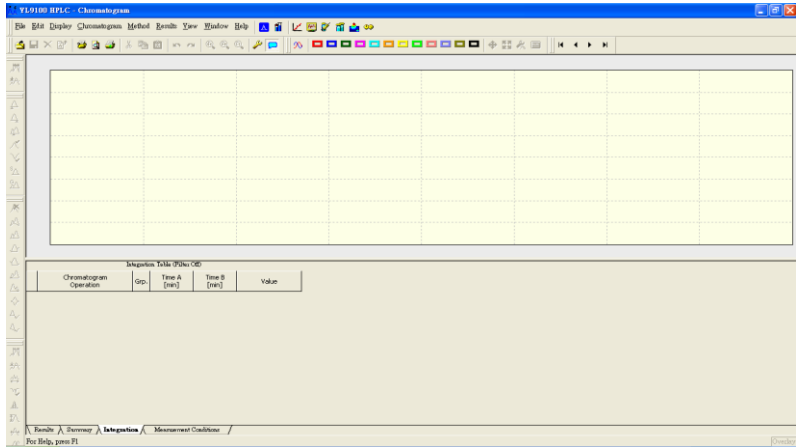 YL9100 HPLC - Chromatogram
File Edit Display Chromatogram Method Results View Window Help
Integration Table (Filter Off)
Chromatogram Operation Grp. Time A [min] Time B [min] Value
Results Summary Integration Measurement Conditions
For Help, press F1
Overlay